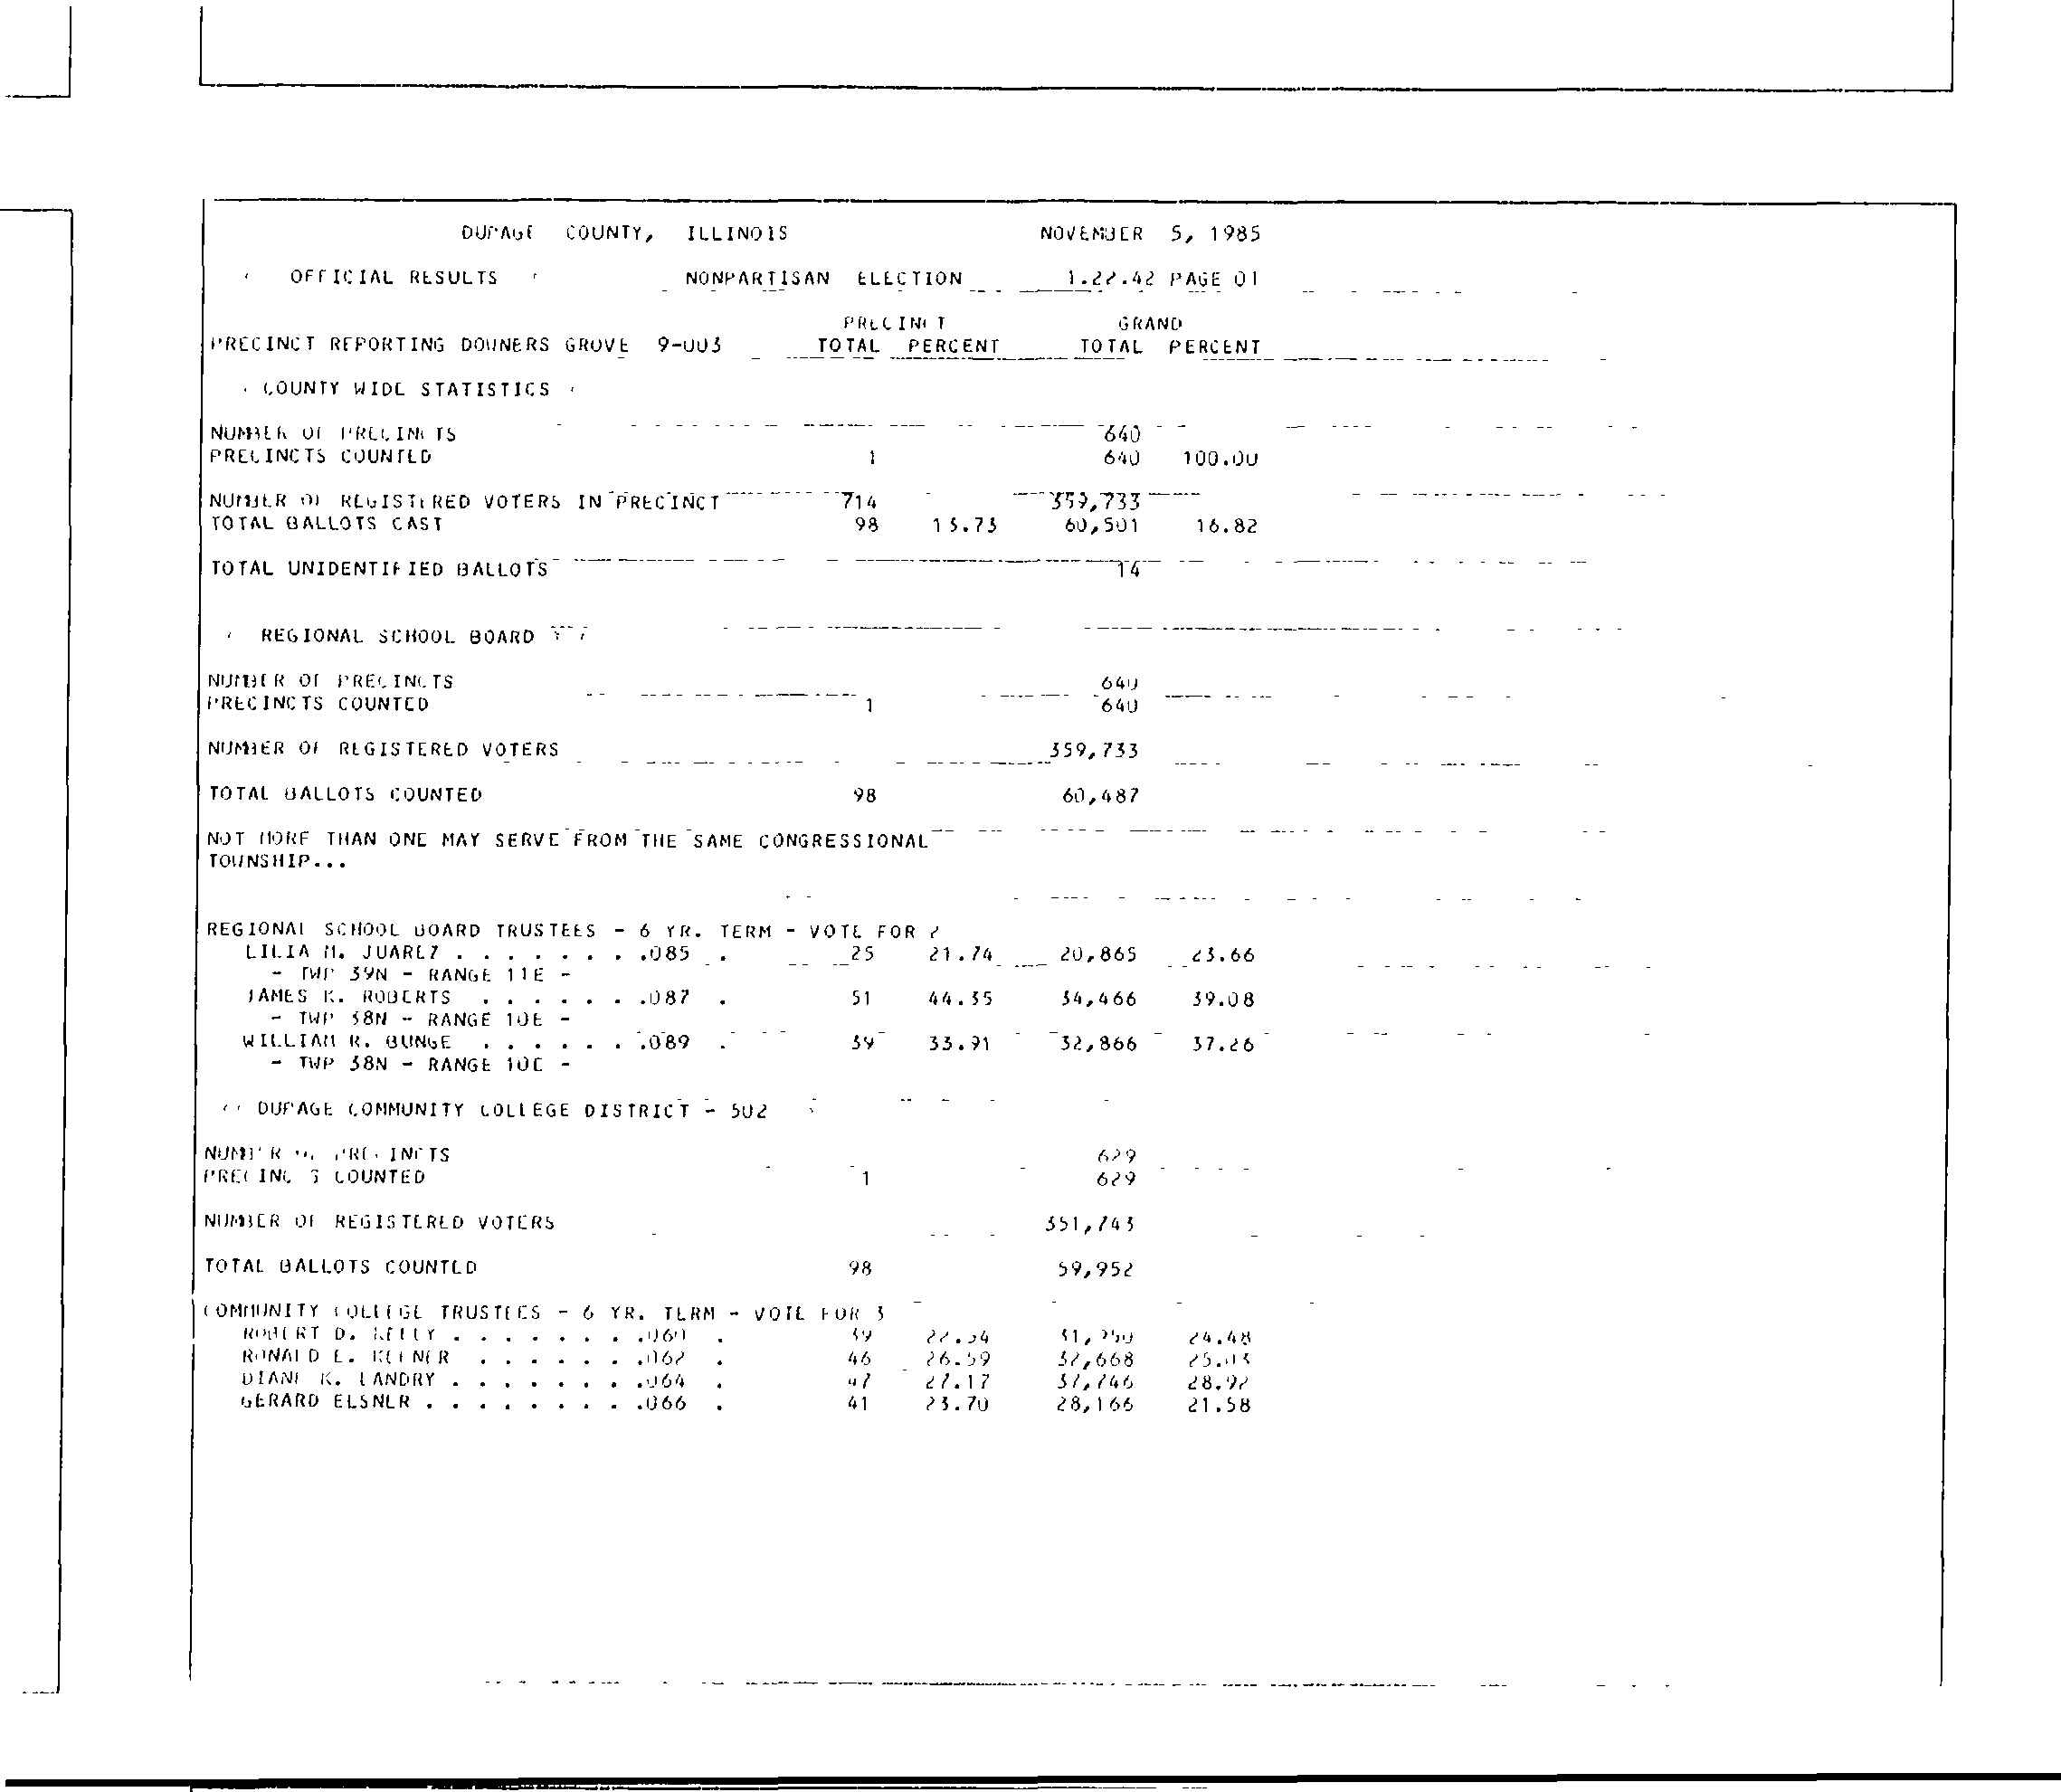 DUPAGE COUNTY, ILLINOIS NOVEMBER 5, 1985
OFFICIAL RESULTS NONPARTISAN ELECTION 1.22.42 PAGE 01
PRECINCT GRAND
PRECINCT REPORTING DOWNERS GROVE 9-003 TOTAL PERCENT TOTAL PERCENT
COUNTY WIDE STATISTICS
NUMBER OF PRECINCTS 640
PRECINCTS COUNTED 1 640 100.00
NUMBER OF REGISTERED VOTERS IN PRECINCT 714 359,733
TOTAL BALLOTS CAST 98 13.73 60,501 16.82
TOTAL UNIDENTIFIED BALLOTS 14
REGIONAL SCHOOL BOARD
NUMBER OF PRECINCTS 640
PRECINCTS COUNTED 1 640
NUMBER OF REGISTERED VOTERS 359,733
TOTAL BALLOTS COUNTED 98 60,487
NOT MORE THAN ONE MAY SERVE FROM THE SAME CONGRESSIONAL
TOWNSHIP...
REGIONAL SCHOOL BOARD TRUSTEES - 6 YR. TERM - VOTE FOR 2
LILIA M. JUAREZ . . . . . . . .085 . 25 21.74 20,865 23.66
- TWP 39N - RANGE 11E -
JAMES K. ROBERTS . . . . . . .087 . 51 44.35 34,466 39.08
- TWP 38N - RANGE 10E -
WILLIAM R. BUNGE . . . . . . .089 . 39 33.91 32,866 37.26
- TWP 38N - RANGE 10E -
DUPAGE COMMUNITY COLLEGE DISTRICT - 502
NUMBER OF PRECINCTS 629
PRECINCTS COUNTED 1 629
NUMBER OF REGISTERED VOTERS 351,743
TOTAL BALLOTS COUNTED 98 59,952
COMMUNITY COLLEGE TRUSTEES - 6 YR. TERM - VOTE FOR 3
ROBERT D. KELLY . . . . . . . .060 . 39 22.54 24.48
RONALD E. KEENER . . . . . . .062 . 46 26.59 32,668 25.03
DIANE K. LANDRY . . . . . . . .064 . 47 27.17 37,746 28.92
GERARD ELSNER . . . . . . . . .066 . 41 23.70 28,166 21.58